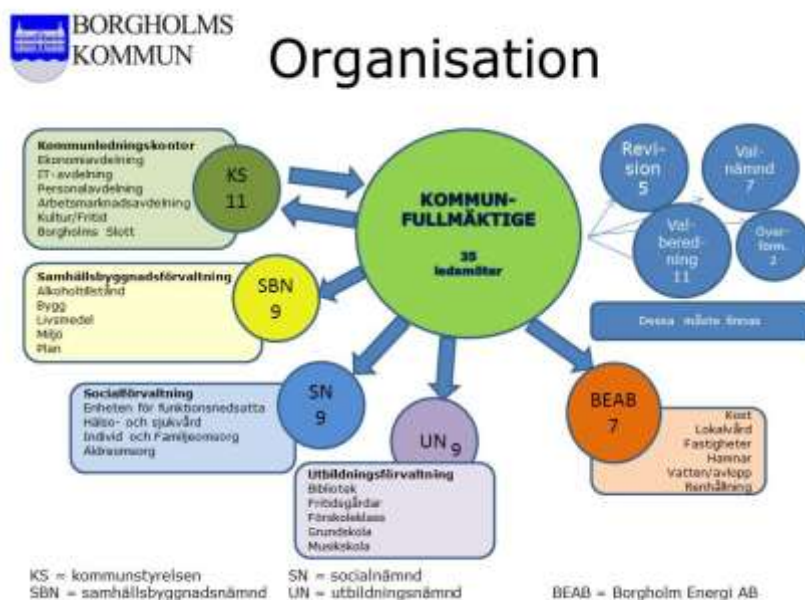 BORGHOLMS
KOMMUN
Organisation
Kommunledningskontor
Ekonomiavdelning
IT-avdelning
Personalavdelning
Arbetsmarknadsavdelning
Kultur/Fritid
Borgholms Slott
KS
11
KOMMUN-
FULLMÄKTIGE
35
ledamöter
Revi-
sion
5
Val-
nämnd
7
Val-
bered-
ning
11
Överförm.
2
Dessa måste finnas
Samhällsbyggnadsförvaltning
Alkoholtillstånd
Bygg
Livsmedel
Miljö
Plan
SBN
9
Socialförvaltning
Enheten för funktionsnedsatta
Hälso- och sjukvård
Individ och Familjeomsorg
Äldreomsorg
SN
9
UN 9
Utbildningsförvaltning
Bibliotek
Fritidsgårdar
Förskoleklass
Grundskola
Musikskola
BEAB
7
Kost
Lokalvård
Fastigheter
Hamnar
Vatten/avlopp
Renhållning
KS = kommunstyrelsen
SBN = samhällsbyggnadsnämnd
SN = socialnämnd
UN = utbildningsnämnd
BEAB = Borgholm Energi AB